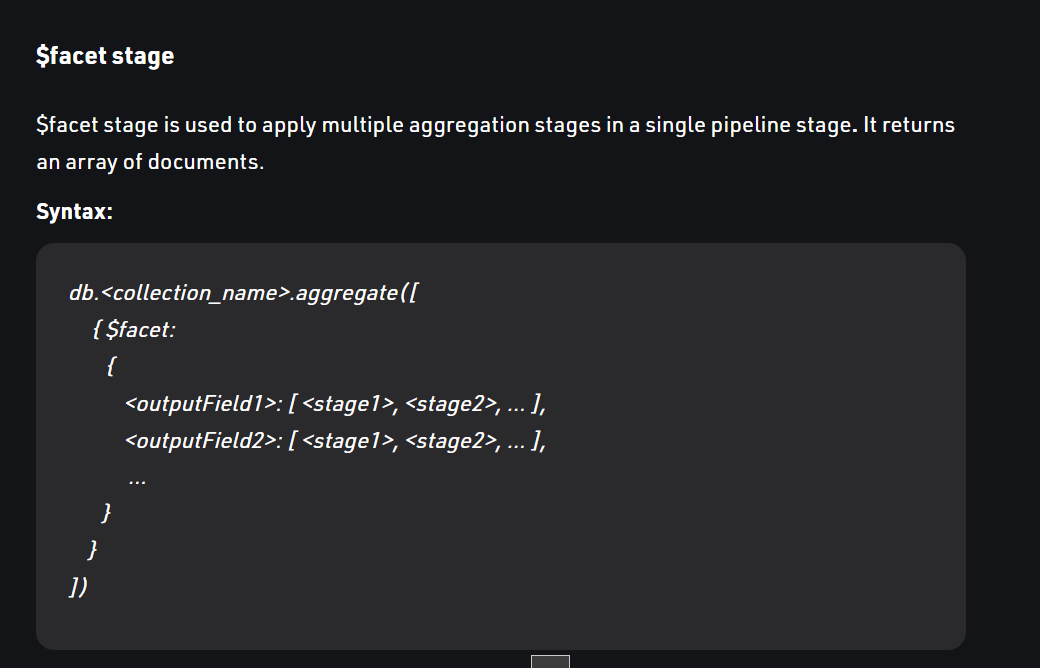 $facet stage
$facet stage is used to apply multiple aggregation stages in a single pipeline stage. It returns
an array of documents.
Syntax:
db.<collection_name>.aggregate([
{ $facet:
{
<outputField1>: [ <stage1>, <stage2>, ... ],
<outputField2>: [ <stage1>, <stage2>, ... ],
...
}
}
])